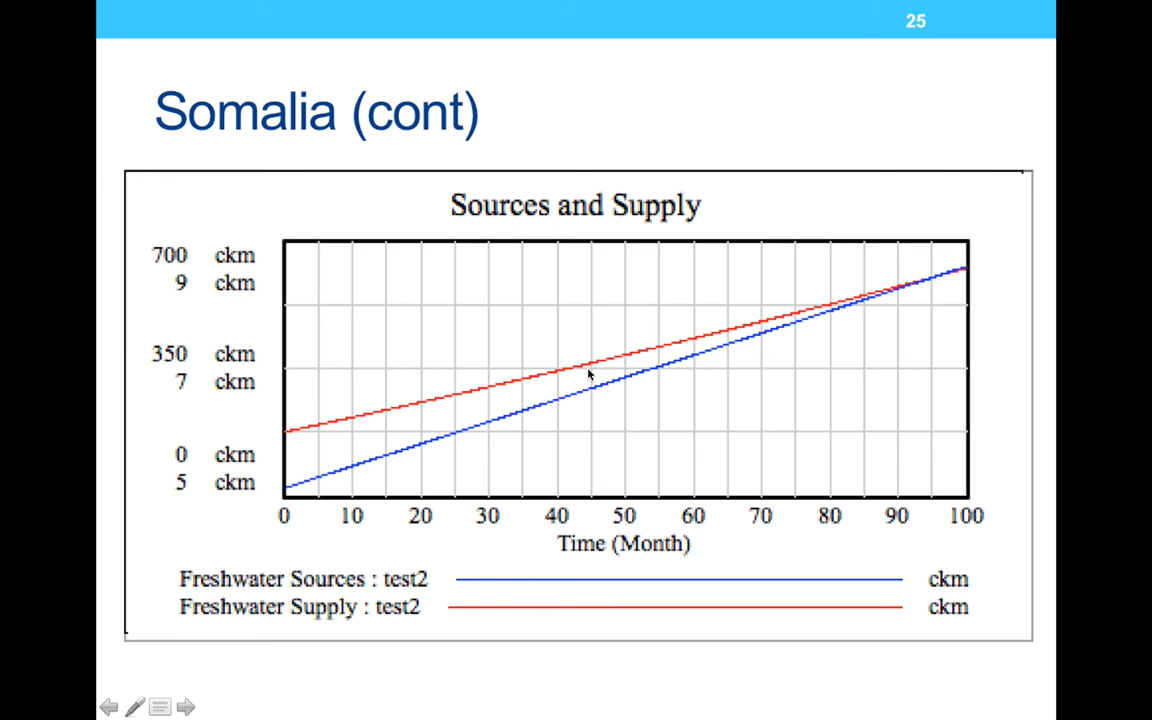 25
Somalia (cont)
Sources and Supply
700 ckm
9 ckm
350 ckm
7 ckm
0 ckm
5 ckm
0 10 20 30 40 50 60 70 80 90 100
Time (Month)
Freshwater Sources : test2 ckm
Freshwater Supply : test2 ckm